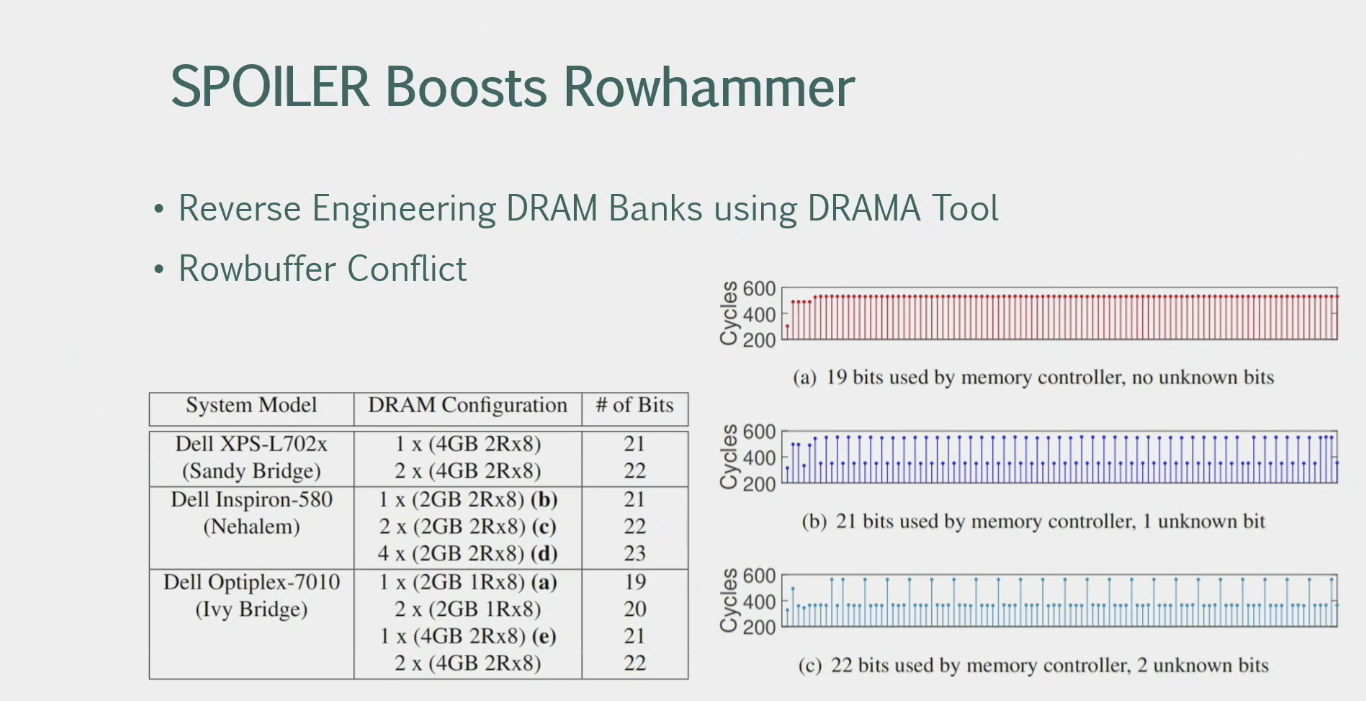 SPOILER Boosts Rowhammer
• Reverse Engineering DRAM Banks using DRAMA Tool
• Rowbuffer Conflict
System Model DRAM Configuration # of Bits
Dell XPS-L702x 1 x (4GB 2Rx8) 21
(Sandy Bridge) 2 x (4GB 2Rx8) 22
Dell Inspiron-580 1 x (2GB 2Rx8) (b) 21
(Nehalem) 2 x (2GB 2Rx8) (c) 22
4 x (2GB 2Rx8) (d) 23
Dell Optiplex-7010 1 x (2GB 1Rx8) (a) 19
(Ivy Bridge) 2 x (2GB 1Rx8) 20
1 x (4GB 2Rx8) (e) 21
2 x (4GB 2Rx8) 22
Cycles
600
400
200
(a) 19 bits used by memory controller, no unknown bits
Cycles
600
400
200
(b) 21 bits used by memory controller, 1 unknown bit
Cycles
600
400
200
(c) 22 bits used by memory controller, 2 unknown bits